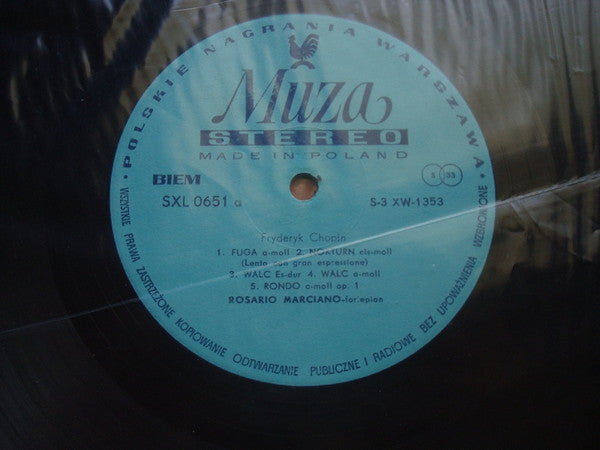 • POLSKIE NAGRANIA WARSZAWA •
Muza
STEREO
MADE IN POLAND
BIEM
S 33
SXL 0651 a
S-3 XW-1353
Fryderyk Chopin
1. FUGA a-moll 2. NOKTURN cis-moll
(Lento con gran espressione)
3. WALC Es-dur 4. WALC a-moll
5. RONDO c-moll op. 1
ROSARIO MARCIANO-fortepian
WSZYSTKIE PRAWA ZASTRZEŻONE KOPIOWANIE ODTWARZANIE PUBLICZNE I RADIOWE BEZ UPOWAŻNIENIA WZBRONIONE